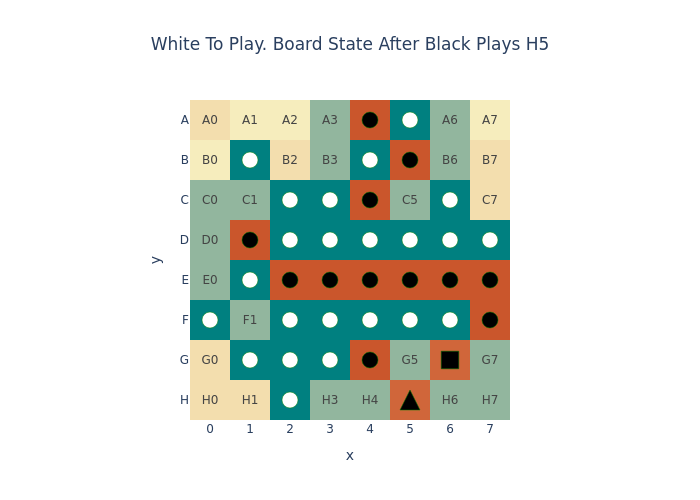 White To Play. Board State After Black Plays H5
A A0 A1 A2 A3 A6 A7
B B0 B2 B3 B6 B7
C C0 C1 C5 C7
D D0
E E0
F F1
G G0 G5 G7
H H0 H1 H3 H4 H6 H7
0 1 2 3 4 5 6 7
x
y